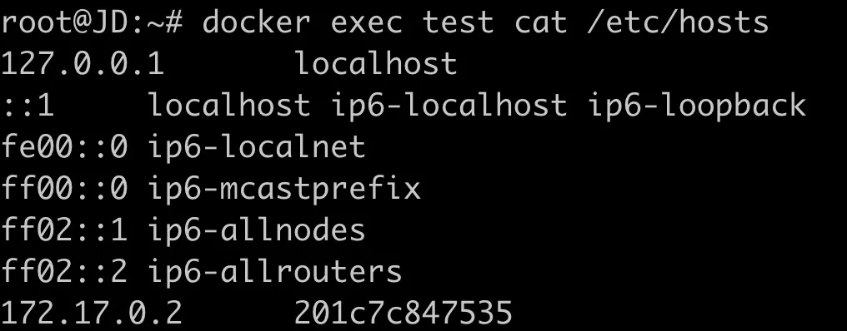 root@JD:~# docker exec test cat /etc/hosts
127.0.0.1 localhost
::1 localhost ip6-localhost ip6-loopback
fe00::0 ip6-localnet
ff00::0 ip6-mcastprefix
ff02::1 ip6-allnodes
ff02::2 ip6-allrouters
172.17.0.2 201c7c847535